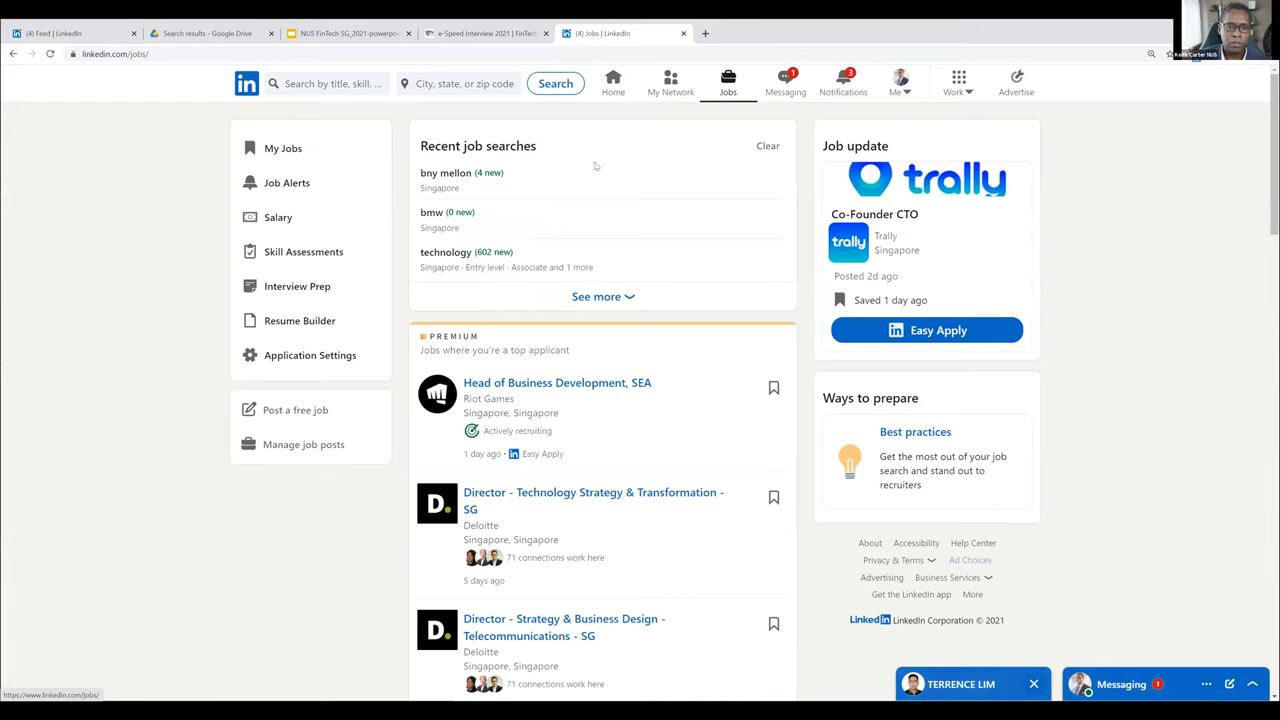 (4) Feed | LinkedIn
Search results - Google Drive
NUS FinTech SG_2021-powerpo
e-Speed Interview 2021 | FinTech
(4) Jobs | LinkedIn
Keith Carter NUS
linkedin.com/jobs/
in
Search by title, skill, ...
City, state, or zip code
Search
Home
My Network
Jobs
1
Messaging
3
Notifications
Me
Work
Advertise
My Jobs
Job Alerts
Salary
Skill Assessments
Interview Prep
Resume Builder
Application Settings
Post a free job
Manage job posts
Recent job searches
Clear
bny mellon (4 new)
Singapore
bmw (0 new)
Singapore
technology (602 new)
Singapore · Entry level · Associate and 1 more
See more
PREMIUM
Jobs where you're a top applicant
Head of Business Development, SEA
Riot Games
Singapore, Singapore
Actively recruiting
1 day ago · in Easy Apply
D.
Director - Technology Strategy & Transformation -
SG
Deloitte
Singapore, Singapore
71 connections work here
5 days ago
D.
Director - Strategy & Business Design -
Telecommunications - SG
Deloitte
Singapore, Singapore
71 connections work here
Job update
trally
Co-Founder CTO
trally
Trally
Singapore
Posted 2d ago
Saved 1 day ago
in Easy Apply
Ways to prepare
Best practices
Get the most out of your job
search and stand out to
recruiters
About Accessibility Help Center
Privacy & Terms Ad Choices
Advertising Business Services
Get the LinkedIn app More
LinkedIn LinkedIn Corporation © 2021
TERRENCE LIM
Messaging 1
https://www.linkedin.com/jobs/